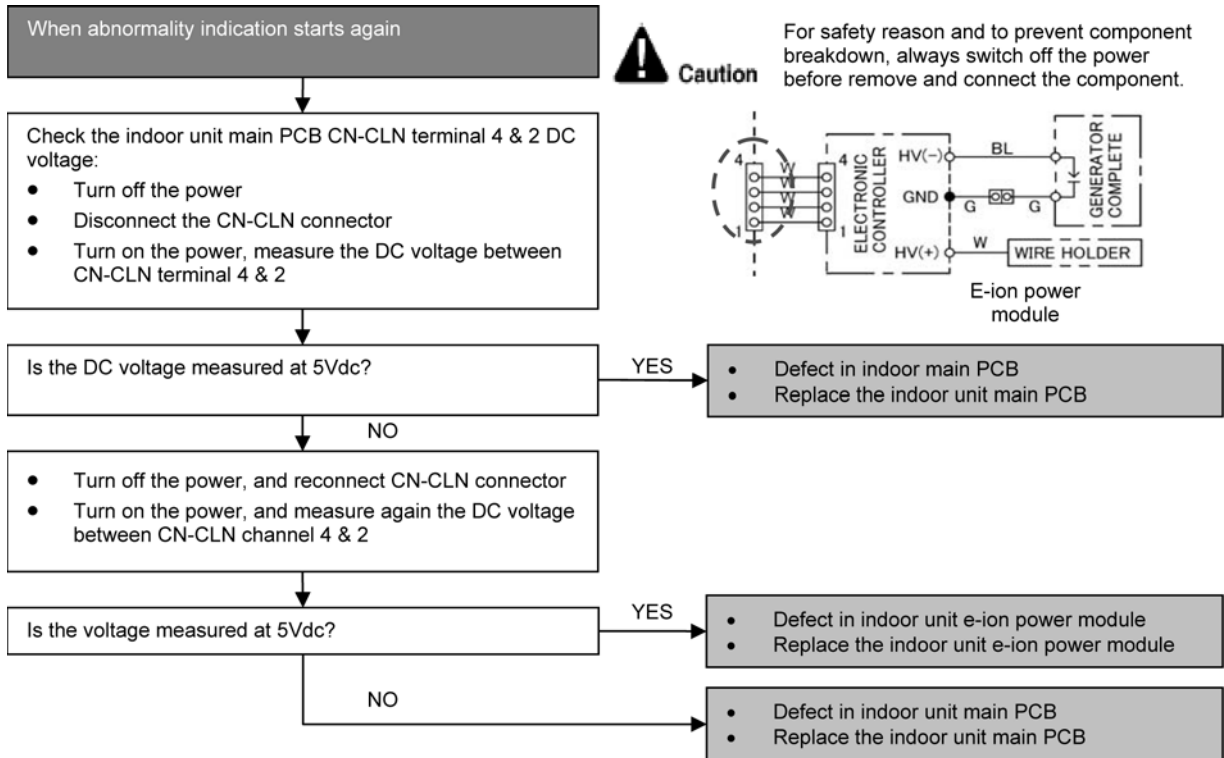 When abnormality indication starts again
Caution
For safety reason and to prevent component
breakdown, always switch off the power
before remove and connect the component.
Check the indoor unit main PCB CN-CLN terminal 4 & 2 DC
voltage:
• Turn off the power
• Disconnect the CN-CLN connector
• Turn on the power, measure the DC voltage between
CN-CLN terminal 4 & 2
4
1
W
W
W
W
4
1
ELECTRONIC
CONTROLLER
HV(-)
BL
GND
G
G
HV(+)
W
GENERATOR
COMPLETE
WIRE HOLDER
E-ion power
module
Is the DC voltage measured at 5Vdc?
YES
• Defect in indoor main PCB
• Replace the indoor unit main PCB
NO
• Turn off the power, and reconnect CN-CLN connector
• Turn on the power, and measure again the DC voltage
between CN-CLN channel 4 & 2
Is the voltage measured at 5Vdc?
YES
• Defect in indoor unit e-ion power module
• Replace the indoor unit e-ion power module
NO
• Defect in indoor unit main PCB
• Replace the indoor unit main PCB